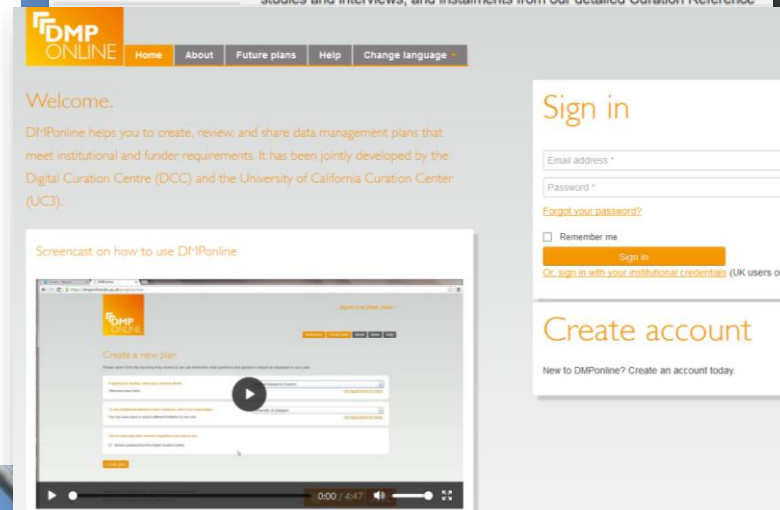 studies and interviews, and instalments from our detailed Curation Reference
DMP
ONLINE
Home About Future plans Help Change language
Welcome.
DMPonline helps you to create, review, and share data management plans that
meet institutional and funder requirements. It has been jointly developed by the
Digital Curation Centre (DCC) and the University of California Curation Center
(UC3).
Screencast on how to use DMPonline
DMP
ONLINE
Create a new plan
0:00 / 4:47
Sign in
Email address *
Password *
Forgot your password?
Remember me
Sign in
Or, sign in with your institutional credentials (UK users o
Create account
New to DMPonline? Create an account today.